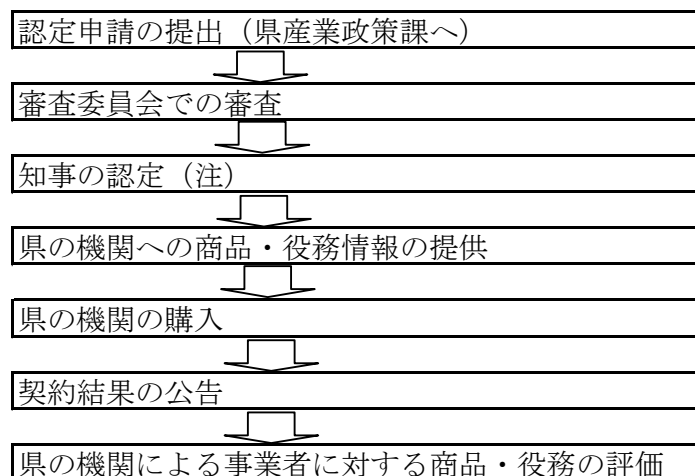 認定申請の提出（県産業政策課へ）
審査委員会での審査
知事の認定（注）
県の機関への商品・役務情報の提供
県の機関の購入
契約結果の公告
県の機関による事業者に対する商品・役務の評価